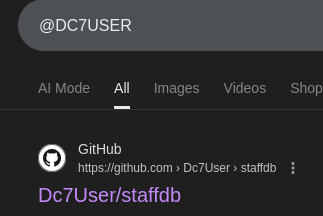 @DC7USER
AI Mode All Images Videos Shop
GitHub
https://github.com › Dc7User › staffdb
Dc7User/staffdb